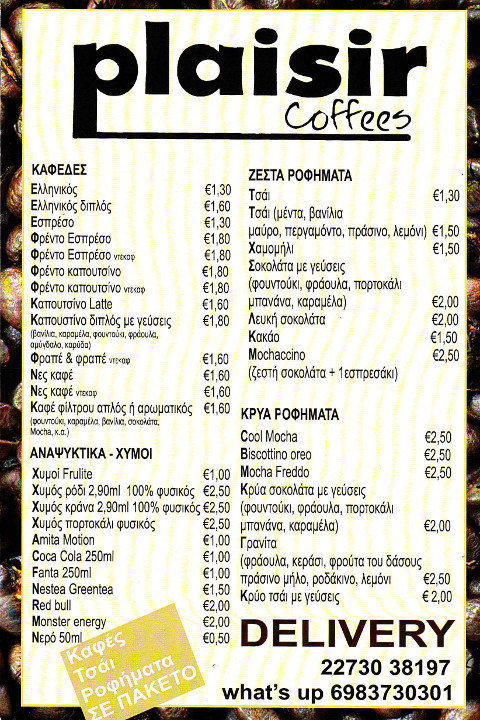 plaisir
Coffees
ΚΑΦΕΔΕΣ
Ελληνικός €1,30
Ελληνικός διπλός €1,60
Εσπρέσο €1,30
Φρέντο Εσπρέσο €1,80
Φρέντο Εσπρέσο ντεκαφ €1,80
Φρέντο καπουτσίνο €1,80
Φρέντο καπουτσίνο ντεκαφ €1,80
Καπουτσίνο Latte €1,60
Καπουστίνο διπλός με γεύσεις €1,80
(βανίλια, καραμέλα, φουντούκι, φράουλα,
αμύγδαλο, καρύδα)
Φραπέ & φραπέ ντεκαφ €1,60
Νες καφέ €1,60
Νες καφέ ντεκαφ €1,60
Καφέ φίλτρου απλός ή αρωματικός €1,60
(φουντούκι, καραμέλα, βανίλια, σοκολάτα,
Mocha, κ.α.)
ΑΝΑΨΥΚΤΙΚΑ - ΧΥΜΟΙ
Χυμοί Frulite €1,00
Χυμός ρόδι 2,90ml 100% φυσικός €2,50
Χυμός κράνα 2,90ml 100% φυσικός €2,50
Χυμός πορτοκάλι φυσικός €2,50
Amita Motion €1,00
Coca Cola 250ml €1,00
Fanta 250ml €1,00
Nestea Greentea €1,50
Red bull €2,00
Monster energy €2,00
Νερό 50ml €0,50
Καφές
Τσάι
Ροφήματα
ΣΕ ΠΑΚΕΤΟ
ΖΕΣΤΑ ΡΟΦΗΜΑΤΑ
Τσάι €1,30
Τσάι (μέντα, βανίλια
μαύρο, περγαμόντο, πράσινο, λεμόνι) €1,50
Χαμομήλι €1,50
Σοκολάτα με γεύσεις
(φουντούκι, φράουλα, πορτοκάλι
μπανάνα, καραμέλα) €2,00
Λευκή σοκολάτα €2,00
Κακάο €1,50
Mochaccino €2,50
(ζεστή σοκολάτα + 1εσπρεσάκι)
ΚΡΥΑ ΡΟΦΗΜΑΤΑ
Cool Mocha €2,50
Biscottino oreo €2,50
Mocha Freddo €2,50
Κρύα σοκολάτα με γεύσεις
(φουντούκι, φράουλα, πορτοκάλι
μπανάνα, καραμέλα) €2,00
Γρανίτα
(φράουλα, κεράσι, φρούτα του δάσους
πράσινο μήλο, ροδάκινο, λεμόνι €2,50
Κρύο τσάι με γεύσεις € 2,00
DELIVERY
22730 38197
what's up 6983730301